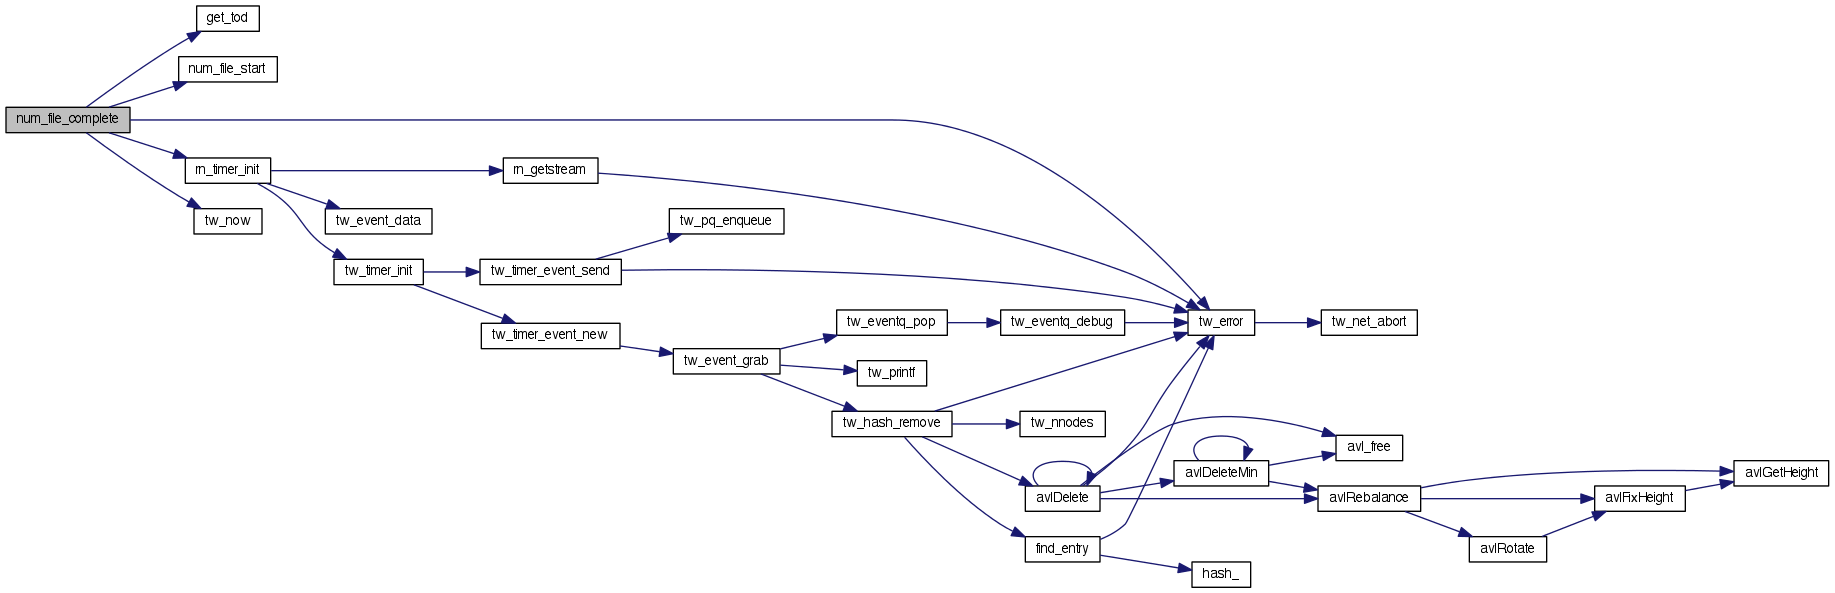 get_tod
num_file_start
num_file_complete
rn_timer_init
rn_getstream
tw_now
tw_event_data
tw_pq_enqueue
tw_timer_init
tw_timer_event_send
tw_timer_event_new
tw_eventq_pop
tw_eventq_debug
tw_error
tw_net_abort
tw_event_grab
tw_printf
tw_hash_remove
tw_nnodes
avl_free
avlDelete
avlDeleteMin
avlRebalance
avlFixHeight
avlGetHeight
find_entry
avlRotate
hash_